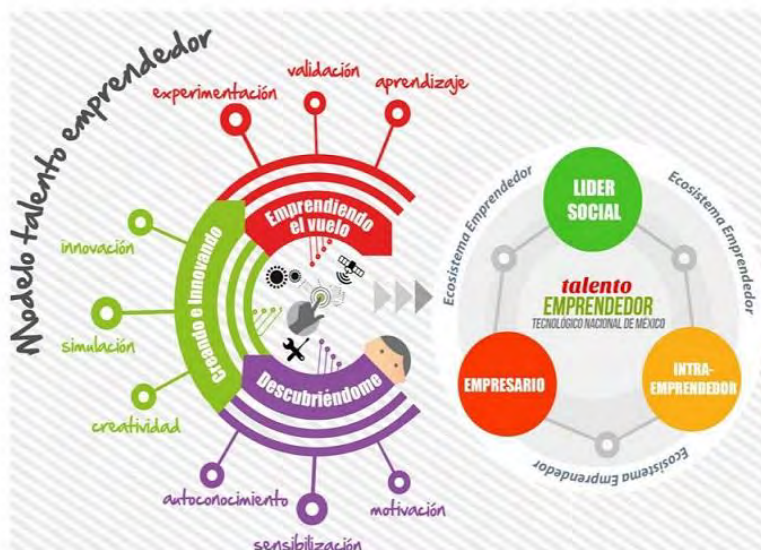 Modelo talento emprendedor
experimentación
validación
aprendizaje
Emprendiendo
el vuelo
innovación
simulación
creatividad
Creando e Innovando
Descubriéndome
autoconocimiento
sensibilización
motivación
Ecosistema Emprendedor
Ecosistema Emprendedor
LIDER
SOCIAL
talento
EMPRENDEDOR
TECNOLÓGICO NACIONAL DE MÉXICO
EMPRESARIO
INTRA-
EMPRENDEDOR
Ecosistema Emprendedor